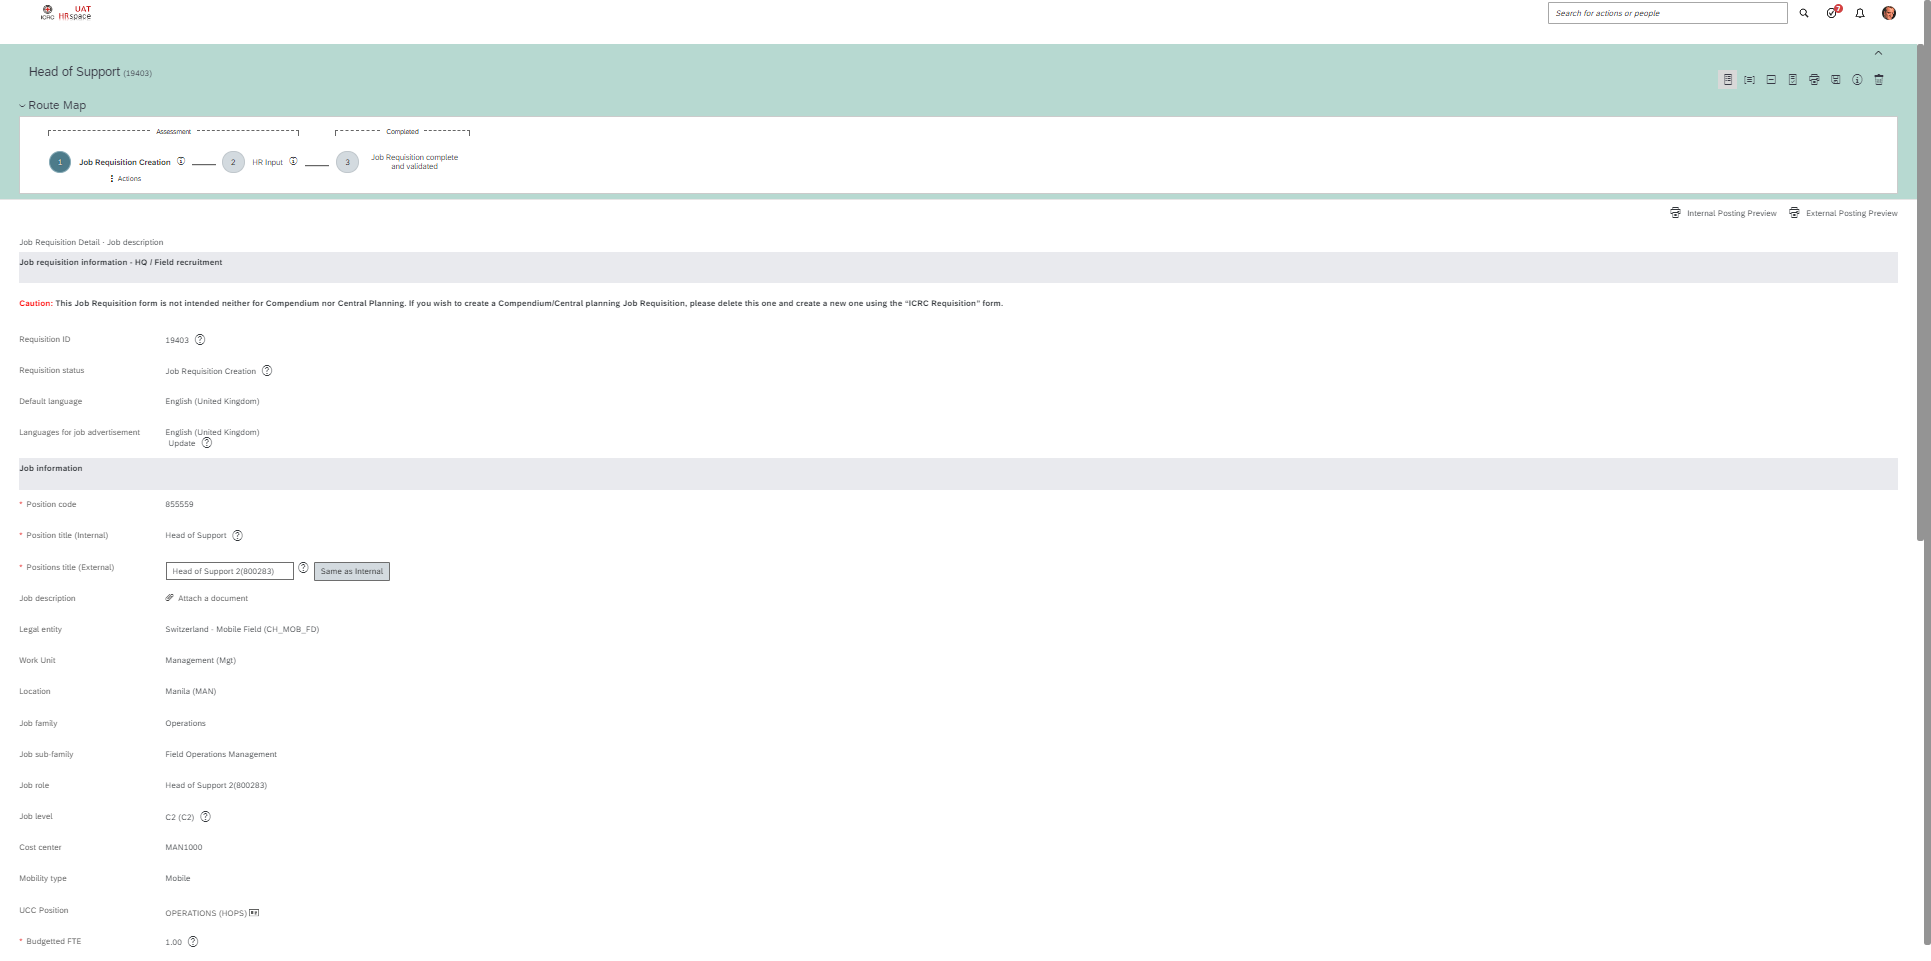 ICRC UAT HRspace
Search for actions or people
7
Head of Support (19403)
Route Map
Assessment
Completed
1 Job Requisition Creation
2 HR Input
3 Job Requisition complete and validated
Actions
Internal Posting Preview External Posting Preview
Job Requisition Detail - Job description
Job requisition information - HQ / Field recruitment
Caution: This Job Requisition form is not intended neither for Compendium nor Central Planning. If you wish to create a Compendium/Central planning Job Requisition, please delete this one and create a new one using the “ICRC Requisition” form.
Requisition ID 19403
Requisition status Job Requisition Creation
Default language English (United Kingdom)
Languages for job advertisement English (United Kingdom)
Update
Job information
* Position code 855559
* Position title (Internal) Head of Support
* Positions title (External) Head of Support 2(800283) Same as Internal
Job description Attach a document
Legal entity Switzerland - Mobile Field (CH_MOB_FD)
Work Unit Management (Mgt)
Location Manila (MAN)
Job family Operations
Job sub-family Field Operations Management
Job role Head of Support 2(800283)
Job level C2 (C2)
Cost center MAN1000
Mobility type Mobile
UCC Position OPERATIONS (HOPS)
* Budgetted FTE 1.00